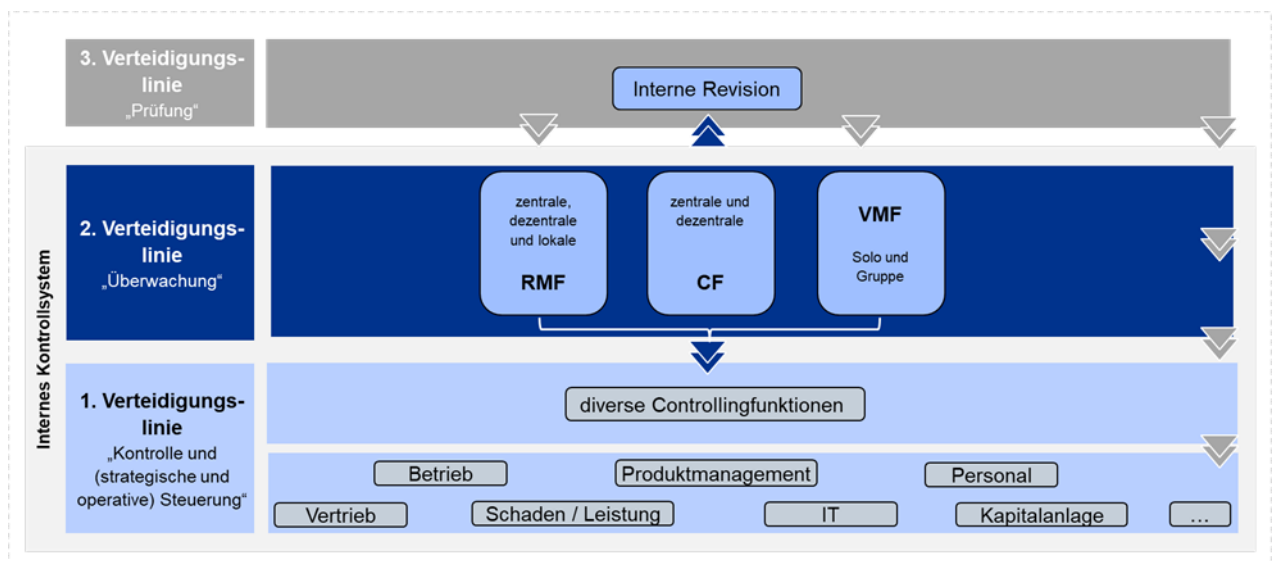 3. Verteidigungs-
linie
„Prüfung“
Interne Revision
Internes Kontrollsystem
2. Verteidigungs-
linie
„Überwachung“
zentrale,
dezentrale
und lokale
RMF
zentrale und
dezentrale
CF
VMF
Solo und
Gruppe
1. Verteidigungs-
linie
„Kontrolle und
(strategische und
operative) Steuerung“
diverse Controllingfunktionen
Betrieb
Produktmanagement
Personal
Vertrieb
Schaden / Leistung
IT
Kapitalanlage
...